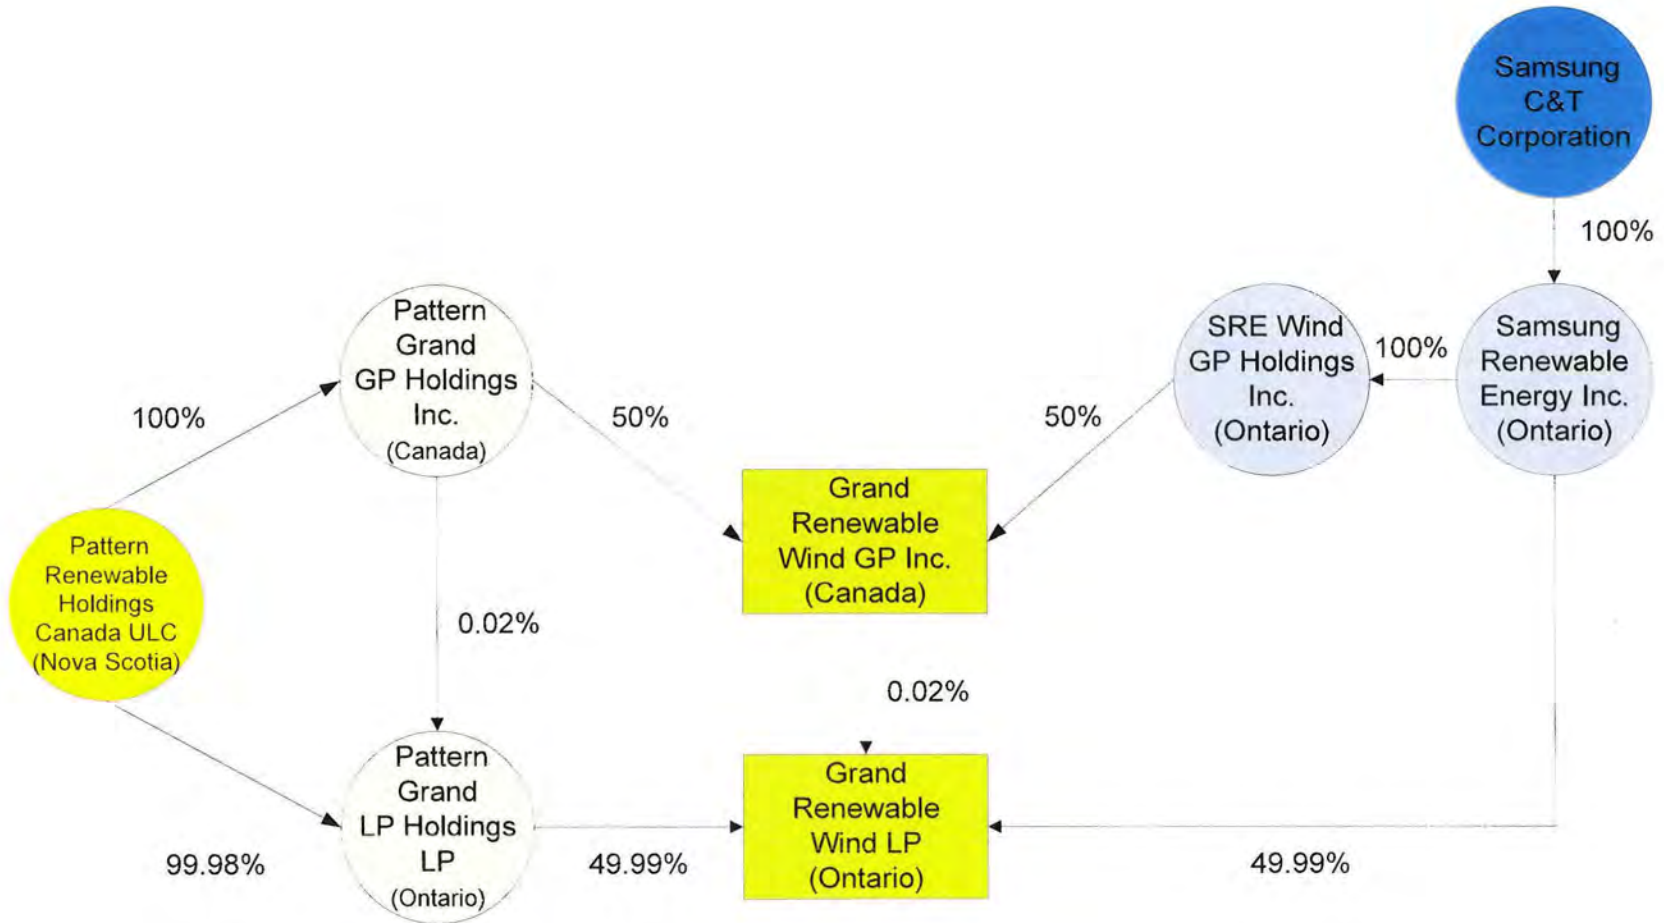 Samsung
C&T
Corporation
100%
Pattern
Grand
GP Holdings
Inc.
(Canada)
SRE Wind
GP Holdings
Inc.
(Ontario)
100%
Samsung
Renewable
Energy Inc.
(Ontario)
100%
50%
50%
Grand
Renewable
Wind GP Inc.
(Canada)
Pattern
Renewable
Holdings
Canada ULC
(Nova Scotia)
0.02%
0.02%
Pattern
Grand
LP Holdings
LP
(Ontario)
Grand
Renewable
Wind LP
(Ontario)
99.98%
49.99%
49.99%